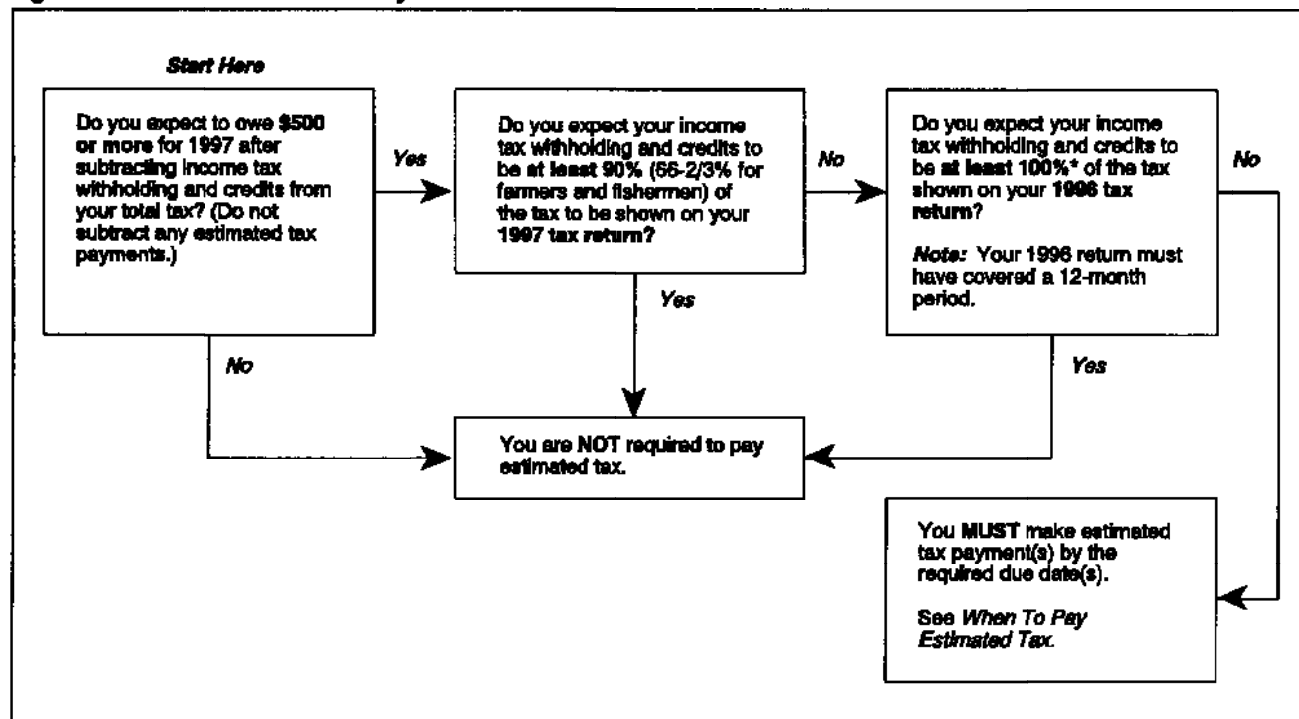 Start Here
Do you expect to owe $500
or more for 1997 after
subtracting income tax
withholding and credits from
your total tax? (Do not
subtract any estimated tax
payments.)
Yes
Do you expect your income
tax withholding and credits to
be at least 90% (66-2/3% for
farmers and fishermen) of
the tax to be shown on your
1997 tax return?
No
Do you expect your income
tax withholding and credits to
be at least 100%* of the tax
shown on your 1996 tax
return?
Note: Your 1996 return must
have covered a 12-month
period.
No
No
Yes
Yes
You are NOT required to pay
estimated tax.
You MUST make estimated
tax payment(s) by the
required due date(s).
See When To Pay
Estimated Tax.